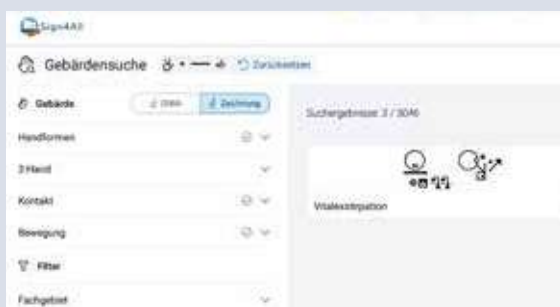 Sign4All
Gebärdensuche Zurücksetzen
Gebärde Zeichnung
Handformen
2 Hand
Kontakt
Bewegung
Filter
Fachgebiet
Suchergebnisse: 3 / 3046
Vitalexstirpation